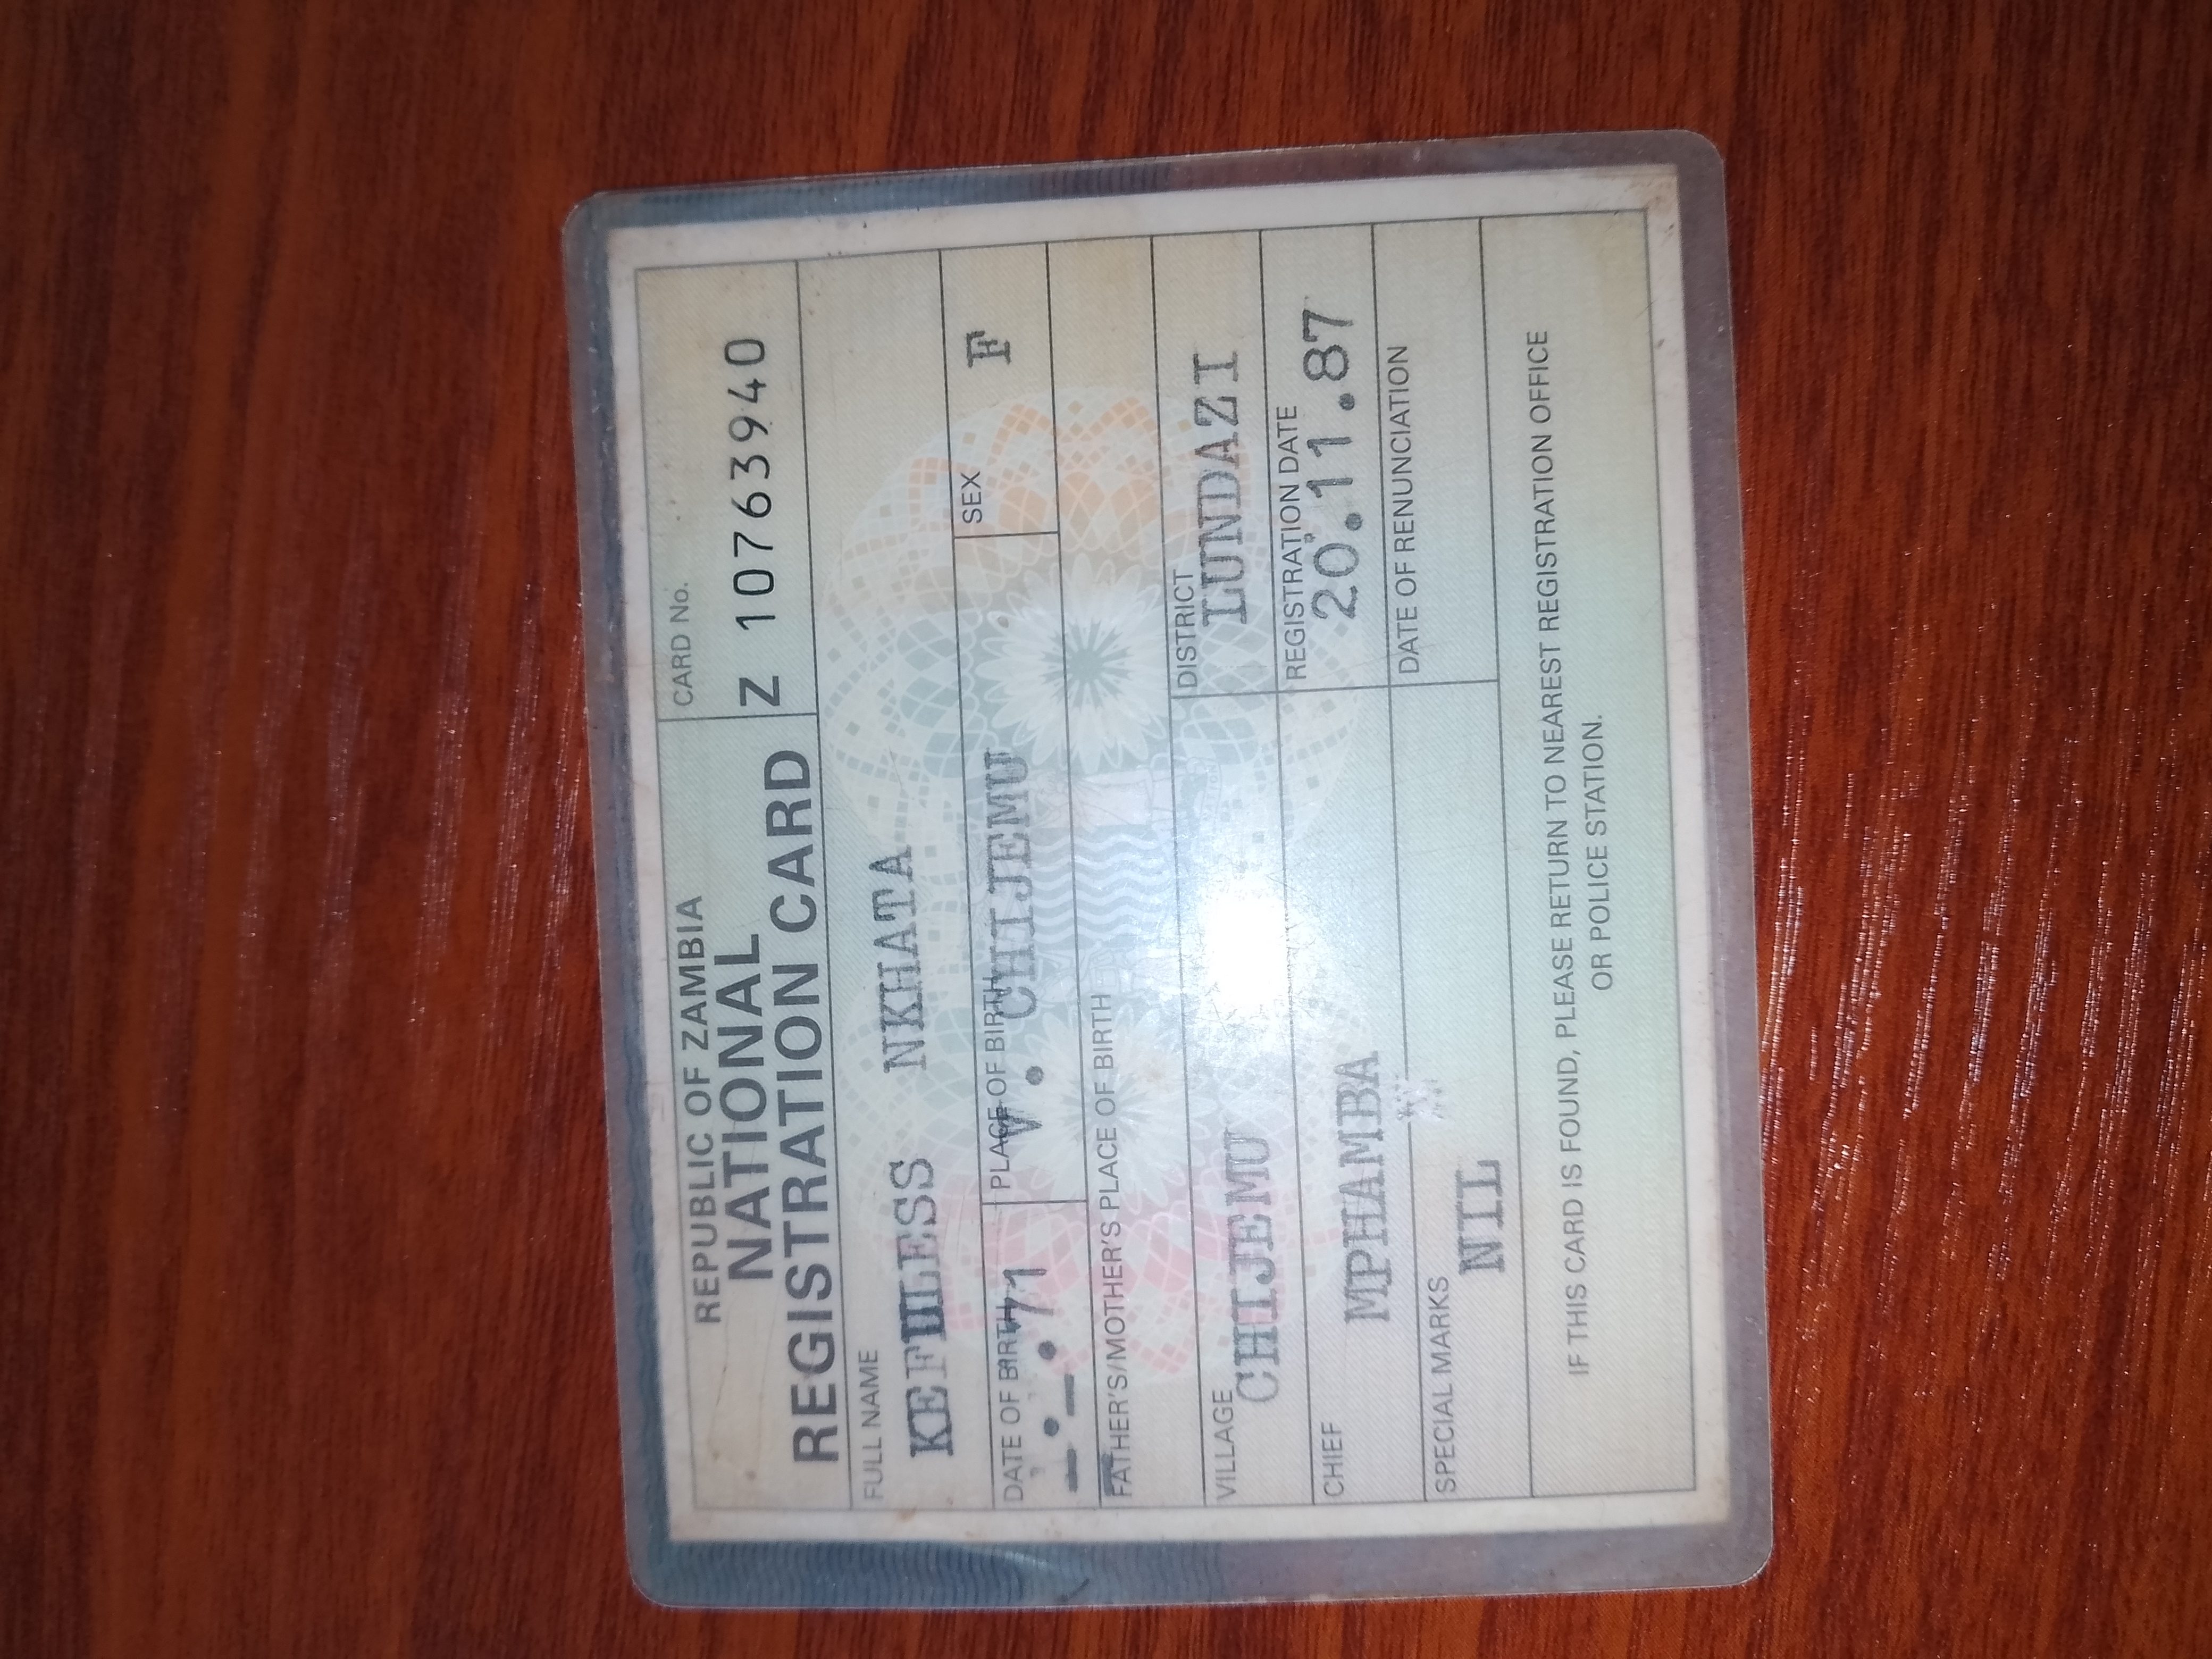 REPUBLIC OF ZAMBIA
NATIONAL
REGISTRATION CARD
CARD No.
Z 10763940
FULL NAME
NKHATA
DATE OF BIRTH
-.-.71
PLACE OF BIRTH
V. CHIJEMU
SEX
F
FATHER'S/MOTHER'S PLACE OF BIRTH
VILLAGE
CHIJEMU
DISTRICT
LUNDAZI
CHIEF
MPHAMBA
REGISTRATION DATE
20.11.87
SPECIAL MARKS
NIL
DATE OF RENUNCIATION
IF THIS CARD IS FOUND, PLEASE RETURN TO NEAREST REGISTRATION OFFICE
OR POLICE STATION.